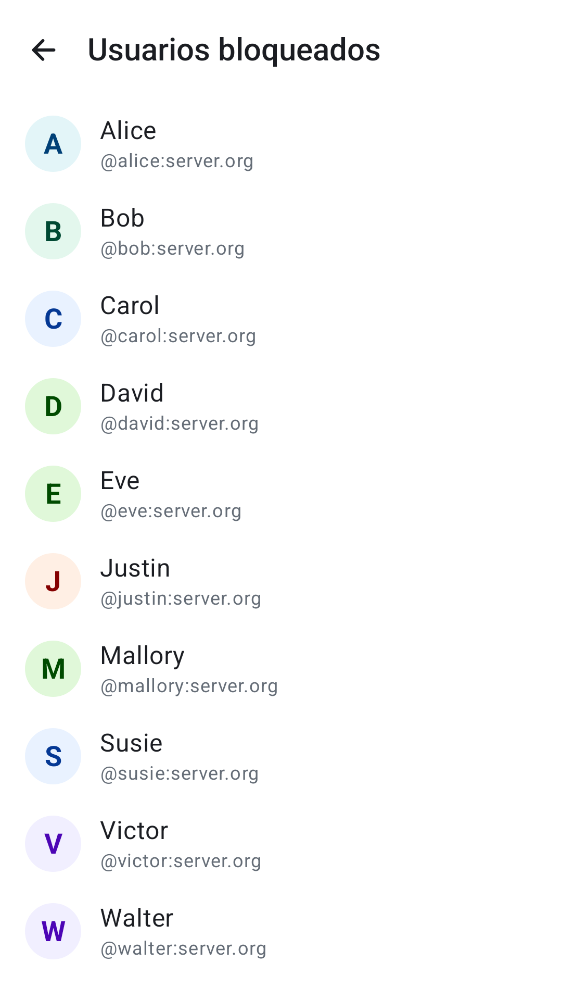 Usuarios bloqueados
A
Alice
@alice:server.org
B
Bob
@bob:server.org
C
Carol
@carol:server.org
D
David
@david:server.org
E
Eve
@eve:server.org
J
Justin
@justin:server.org
M
Mallory
@mallory:server.org
S
Susie
@susie:server.org
V
Victor
@victor:server.org
W
Walter
@walter:server.org